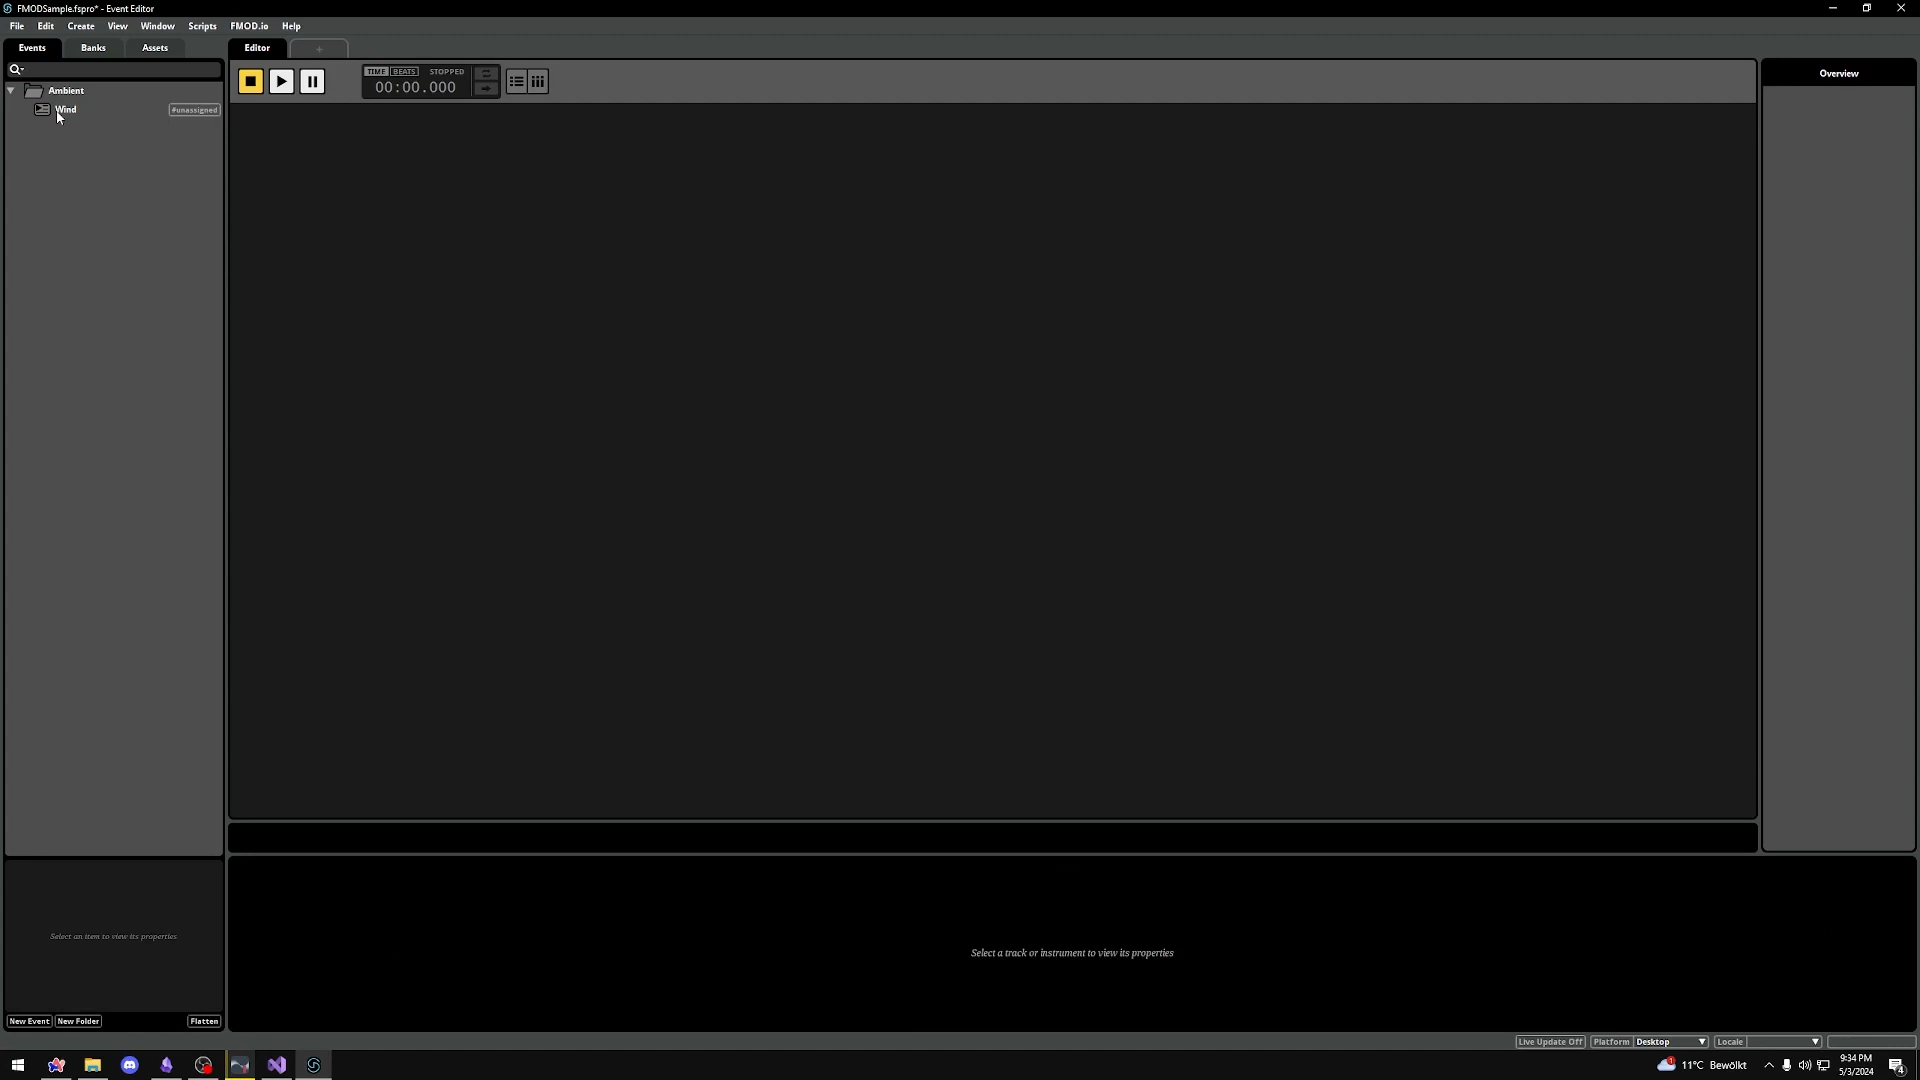 FMODSample.fspro* - Event Editor
File Edit Create View Window Scripts FMOD.io Help
Events Banks Assets Editor +
TIME BEATS STOPPED
00:00.000
Overview
Ambient
Wind #unassigned
Select an item to view its properties
Select a track or instrument to view its properties
New Event New Folder Flatten
Live Update Off Platform Desktop Locale
11°C Bewölkt
9:34 PM
5/3/2024
1
4